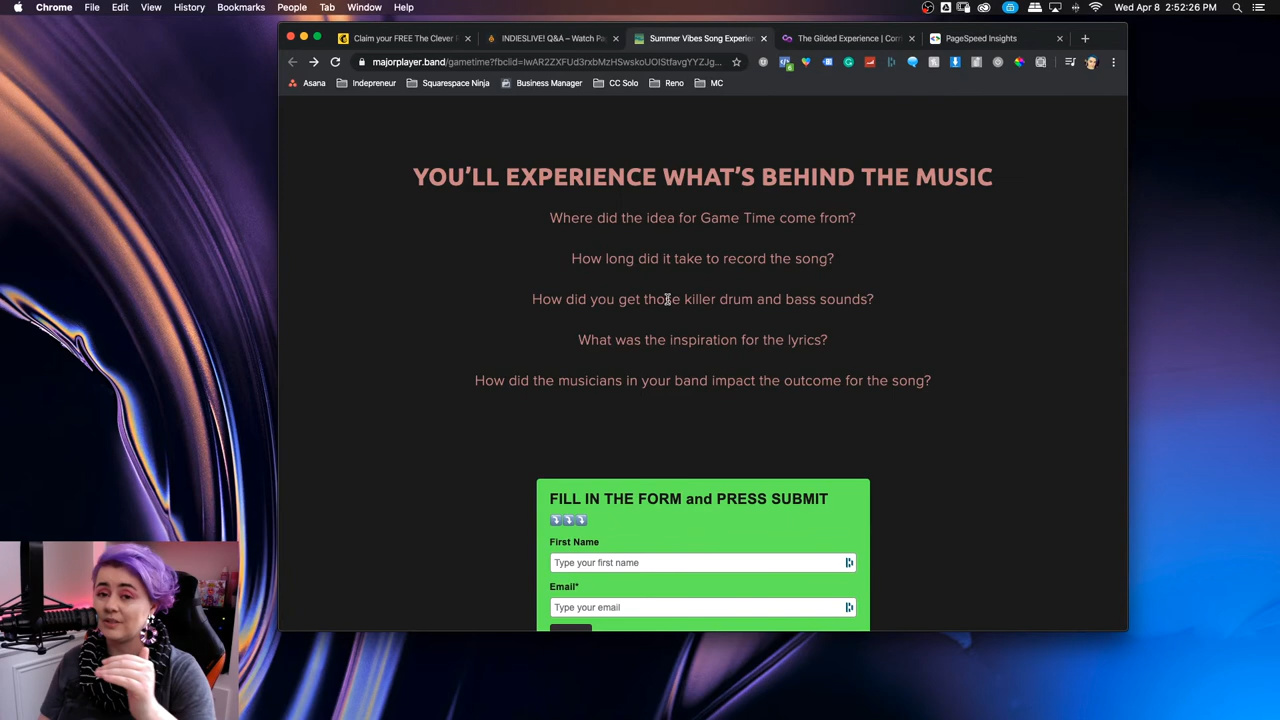 Chrome File Edit View History Bookmarks People Tab Window Help
Wed Apr 8 2:52:26 PM
Claim your FREE The Clever
INDIESLIVE! Q&A – Watch Pa
Summer Vibes Song Experie
The Gilded Experience | Com
PageSpeed Insights
majorplayer.band/gametime?fbclid=
Asana Indepreneur Squarespace Ninja Business Manager CC Solo Reno MC
YOU'LL EXPERIENCE WHAT'S BEHIND THE MUSIC
Where did the idea for Game Time come from?
How long did it take to record the song?
How did you get those killer drum and bass sounds?
What was the inspiration for the lyrics?
How did the musicians in your band impact the outcome for the song?
FILL IN THE FORM and PRESS SUBMIT
First Name
Type your first name
Email*
Type your email